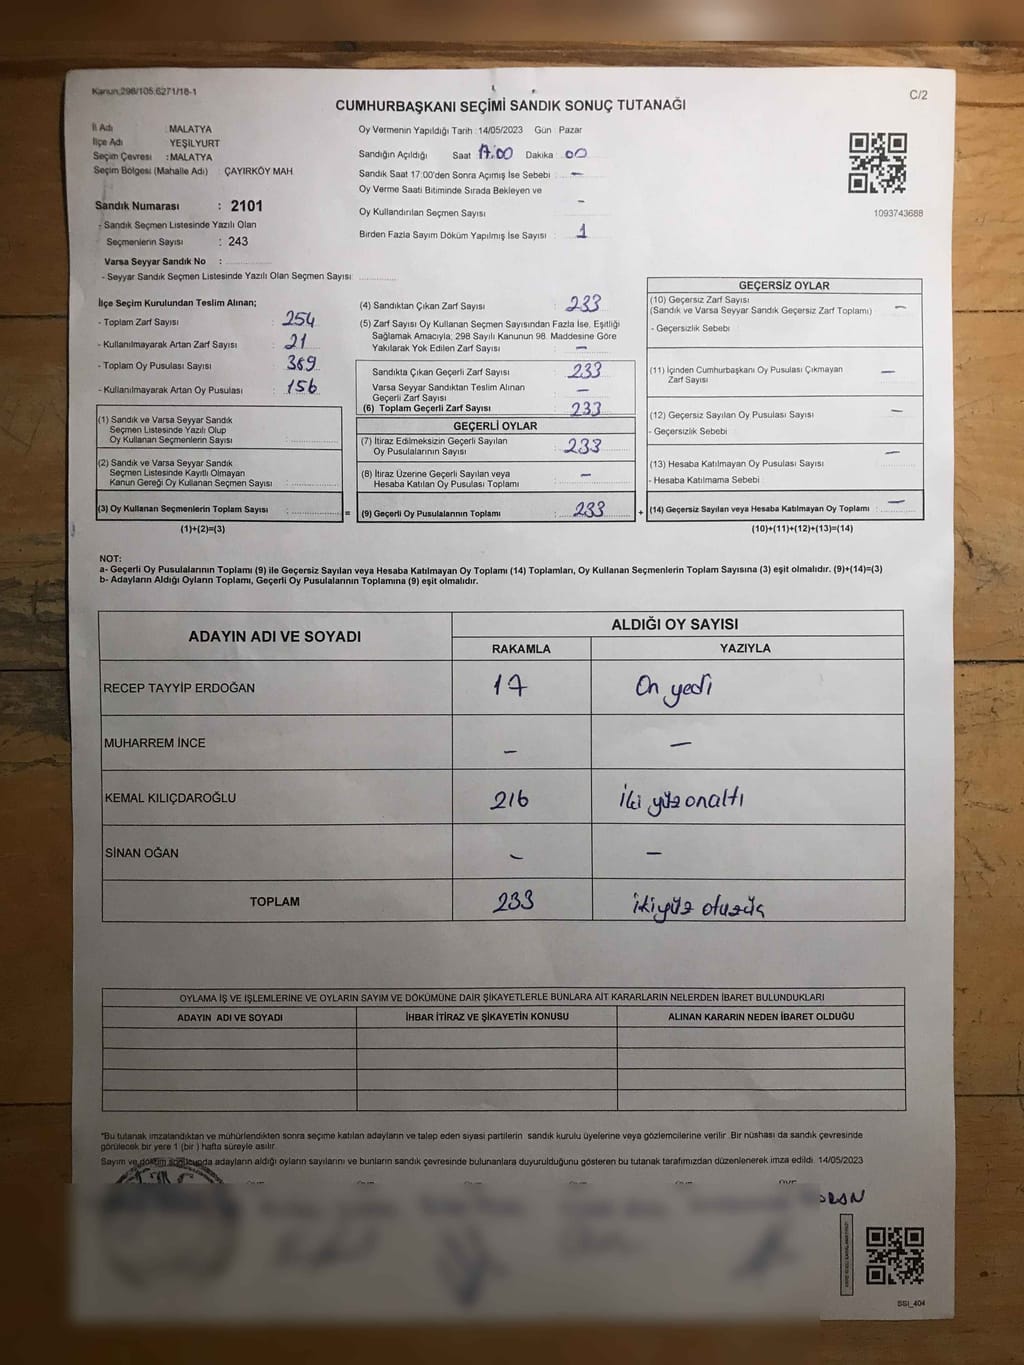 Kanun 298/105 6271/18-1
C/2
CUMHURBAŞKANI SEÇİMİ SANDIK SONUÇ TUTANAĞI
İl Adı : MALATYA
İlçe Adı YEŞİLYURT
Seçim Çevresi : MALATYA
Seçim Bölgesi (Mahalle Adı) : ÇAYIRKÖY MAH
Sandık Numarası : 2101
- Sandık Seçmen Listesinde Yazılı Olan
Seçmenlerin Sayısı : 243
Varsa Seyyar Sandık No :
- Seyyar Sandık Seçmen Listesinde Yazılı Olan Seçmen Sayısı:
Oy Vermenin Yapıldığı Tarih : 14/05/2023 Gün Pazar
Sandığın Açıldığı Saat 17.00 Dakika : 00
Sandık Saat 17:00'den Sonra Açımış İse Sebebi : -
Oy Verme Saati Bitiminde Sırada Bekleyen ve
Oy Kullandırılan Seçmen Sayısı -
Birden Fazla Sayım Döküm Yapılmış İse Sayısı : 1
1093743688
İlçe Seçim Kurulundan Teslim Alınan;
- Toplam Zarf Sayısı : 254
- Kullanılmayarak Artan Zarf Sayısı : 21
- Toplam Oy Pusulası Sayısı : 389
- Kullanılmayarak Artan Oy Pusulası : 156
(1) Sandık ve Varsa Seyyar Sandık
Seçmen Listesinde Yazılı Olup
Oy Kullanan Seçmenlerin Sayısı :
(2) Sandık ve Varsa Seyyar Sandık
Seçmen Listesinde Kayıtlı Olmayan
Kanun Gereği Oy Kullanan Seçmen Sayısı :
(3) Oy Kullanan Seçmenlerin Toplam Sayısı :
(1)+(2)=(3)
(4) Sandıktan Çıkan Zarf Sayısı : 233
(5) Zarf Sayısı Oy Kullanan Seçmen Sayısından Fazla İse, Eşitliği
Sağlamak Amacıyla; 298 Sayılı Kanunun 98. Maddesine Göre
Yakılarak Yok Edilen Zarf Sayısı : -
Sandıkta Çıkan Geçerli Zarf Sayısı : 233
Varsa Seyyar Sandıktan Teslim Alınan
Geçerli Zarf Sayısı : -
(6) Toplam Geçerli Zarf Sayısı : 233
GEÇERLİ OYLAR
(7) İtiraz Edilmeksizin Geçerli Sayılan
Oy Pusulalarının Sayısı : 233
(8) İtiraz Üzerine Geçerli Sayılan veya
Hesaba Katılan Oy Pusulası Toplamı : -
= (9) Geçerli Oy Pusulalarının Toplamı : 233 +
GEÇERSİZ OYLAR
(10) Geçersiz Zarf Sayısı
(Sandık ve Varsa Seyyar Sandık Geçersiz Zarf Toplamı) : -
- Geçersizlik Sebebi
(11) İçinden Cumhurbaşkanı Oy Pusulası Çıkmayan
Zarf Sayısı -
(12) Geçersiz Sayılan Oy Pusulası Sayısı : -
- Geçersizlik Sebebi
(13) Hesaba Katılmayan Oy Pusulası Sayısı : -
- Hesaba Katılmama Sebebi
(14) Geçersiz Sayılan veya Hesaba Katılmayan Oy Toplamı : -
(10)+(11)+(12)+(13)=(14)
NOT:
a- Geçerli Oy Pusulalarının Toplamı (9) ile Geçersiz Sayılan veya Hesaba Katılmayan Oy Toplamı (14) Toplamları, Oy Kullanan Seçmenlerin Toplam Sayısına (3) eşit olmalıdır. (9)+(14)=(3)
b- Adayların Aldığı Oyların Toplamı, Geçerli Oy Pusulalarının Toplamına (9) eşit olmalıdır.
ADAYIN ADI VE SOYADI ALDIĞI OY SAYISI
RAKAMLA YAZIYLA
RECEP TAYYİP ERDOĞAN 17 On yedi
MUHARREM İNCE - -
KEMAL KILIÇDAROĞLU 216 İki yüz onaltı
SİNAN OĞAN - -
TOPLAM 233 ikiyüz otuzüç
OYLAMA İŞ VE İŞLEMLERİNE VE OYLARIN SAYIM VE DÖKÜMÜNE DAİR ŞİKAYETLERLE BUNLARA AİT KARARLARIN NELERDEN İBARET BULUNDUKLARI
ADAYIN ADI VE SOYADI İHBAR İTİRAZ VE ŞİKAYETİN KONUSU ALINAN KARARIN NEDEN İBARET OLDUĞU
*Bu tutanak imzalandıktan ve mühürlendikten sonra seçime katılan adayların ve talep eden siyasi partilerin sandık kurulu üyelerine veya gözlemcilerine verilir. Bir nüshası da sandık çevresinde
görülecek bir yere 1 (bir) hafta süreyle asılır.
Sayım ve döküm sonucunda adayların aldığı oyların sayılarını ve bunların sandık çevresinde bulunanlara duyurulduğunu gösteren bu tutanak tarafımızdan düzenlenerek imza edildi. 14/05/2023
SSI_404